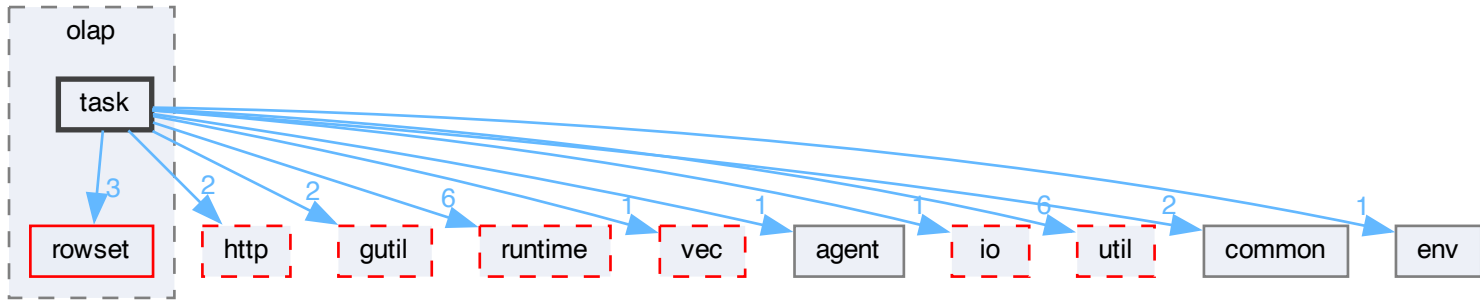 olap
task
3
2
2
6
1
1
1
6
2
1
rowset
http
gutil
runtime
vec
agent
io
util
common
env